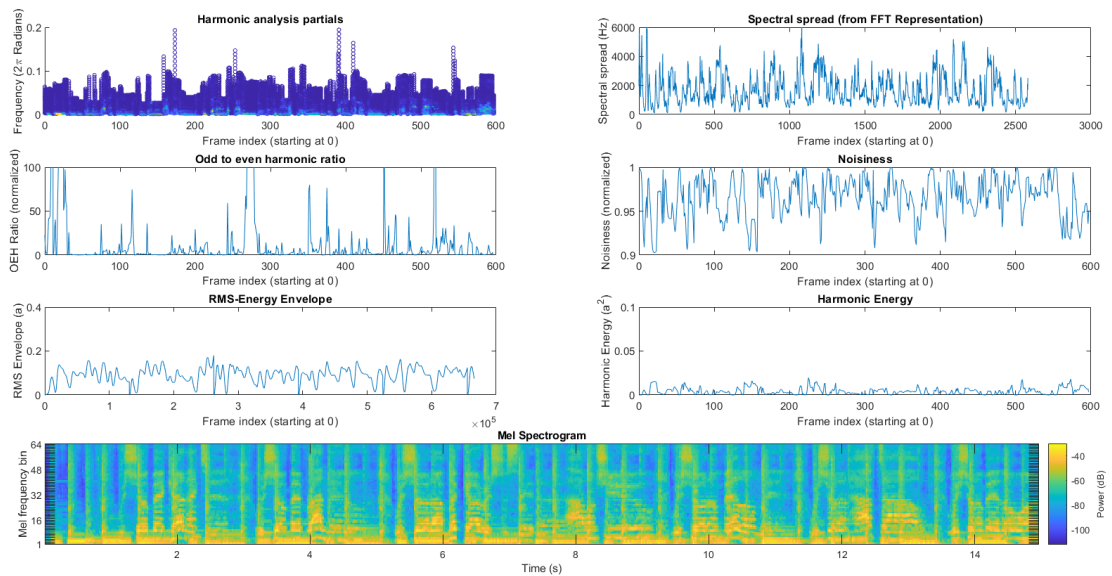 Harmonic analysis partials
Frequency (2π Radians)
0.2
0.1
0
0 100 200 300 400 500 600
Frame index (starting at 0)
Spectral spread (from FFT Representation)
Spectral spread (Hz)
6000
4000
2000
0
0 500 1000 1500 2000 2500 3000
Frame index (starting at 0)
Odd to even harmonic ratio
OEH Ratio (normalized)
100
50
0
0 100 200 300 400 500 600
Frame index (starting at 0)
Noisiness
Noisiness (normalized)
1
0.95
0.9
0 100 200 300 400 500 600
Frame index (starting at 0)
RMS-Energy Envelope
RMS Envelope (a)
0.4
0.2
0
0 1 2 3 4 5 6 7
Frame index (starting at 0)
×10⁵
Harmonic Energy
Harmonic Energy (a²)
0.1
0.05
0
0 100 200 300 400 500 600
Frame index (starting at 0)
Mel Spectrogram
Mel frequency bin
64
48
32
16
1
2 4 6 8 10 12 14
Time (s)
-40
-60
-80
-100
Power (dB)